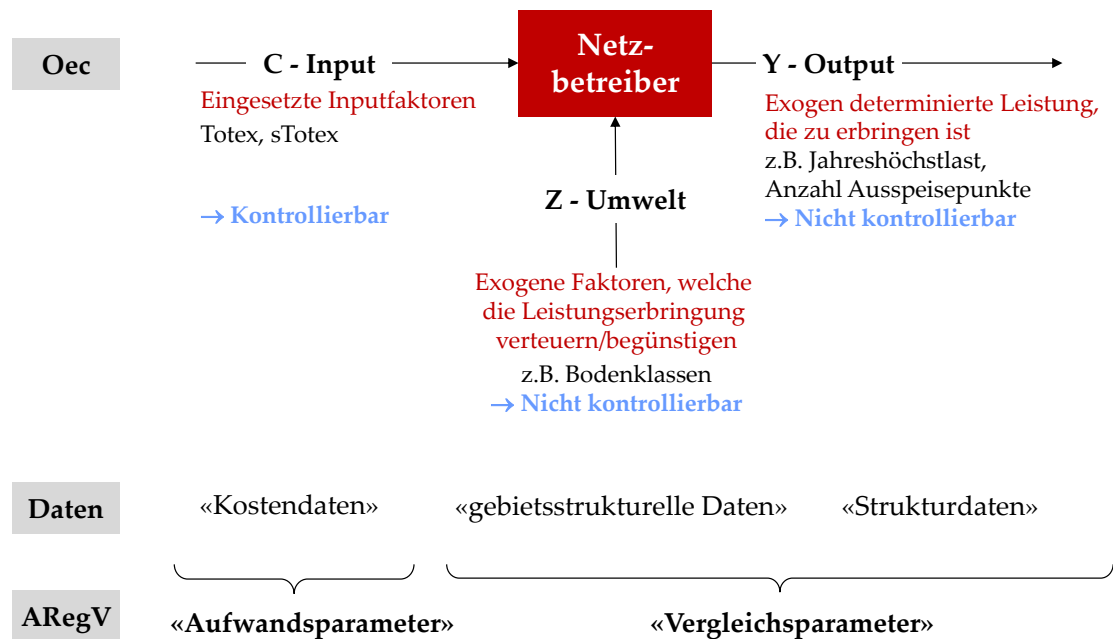 Oec
C - Input
Eingesetzte Inputfaktoren
Totex, sTotex
→ Kontrollierbar
Netz-
betreiber
Y - Output
Exogen determinierte Leistung,
die zu erbringen ist
z.B. Jahreshöchstlast,
Anzahl Ausspeisepunkte
→ Nicht kontrollierbar
Z - Umwelt
Exogene Faktoren, welche
die Leistungserbringung
verteuern/begünstigen
z.B. Bodenklassen
→ Nicht kontrollierbar
Daten
«Kostendaten»
«gebietsstrukturelle Daten»
«Strukturdaten»
ARegV
«Aufwandsparameter»
«Vergleichsparameter»